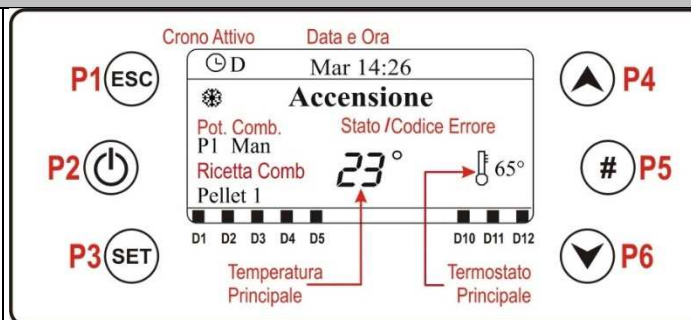 Crono Attivo Data e Ora
D Mar 14:26
P1 ESC
Accensione
P4
Pot. Comb. Stato /Codice Errore
P1 Man
P2 Ricetta Comb 23° 65° # P5
Pellet 1
D1 D2 D3 D4 D5 D10 D11 D12
P3 SET P6
Temperatura Principale
Termostato Principale